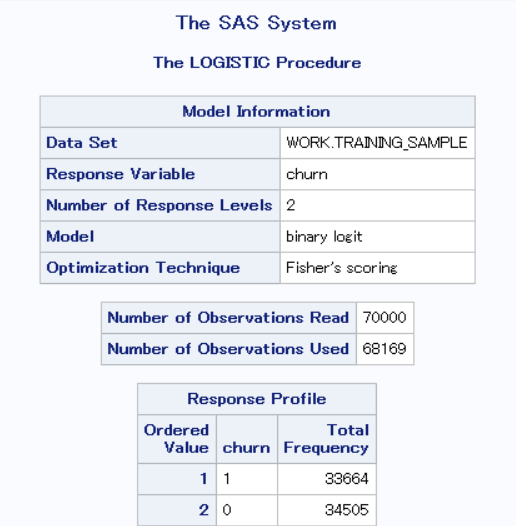 The SAS System
The LOGISTIC Procedure
Model Information
Data Set WORK.TRAINING_SAMPLE
Response Variable churn
Number of Response Levels 2
Model binary logit
Optimization Technique Fisher's scoring
Number of Observations Read 70000
Number of Observations Used 68169
Response Profile
Ordered Total
Value churn Frequency
1 1 33664
2 0 34505